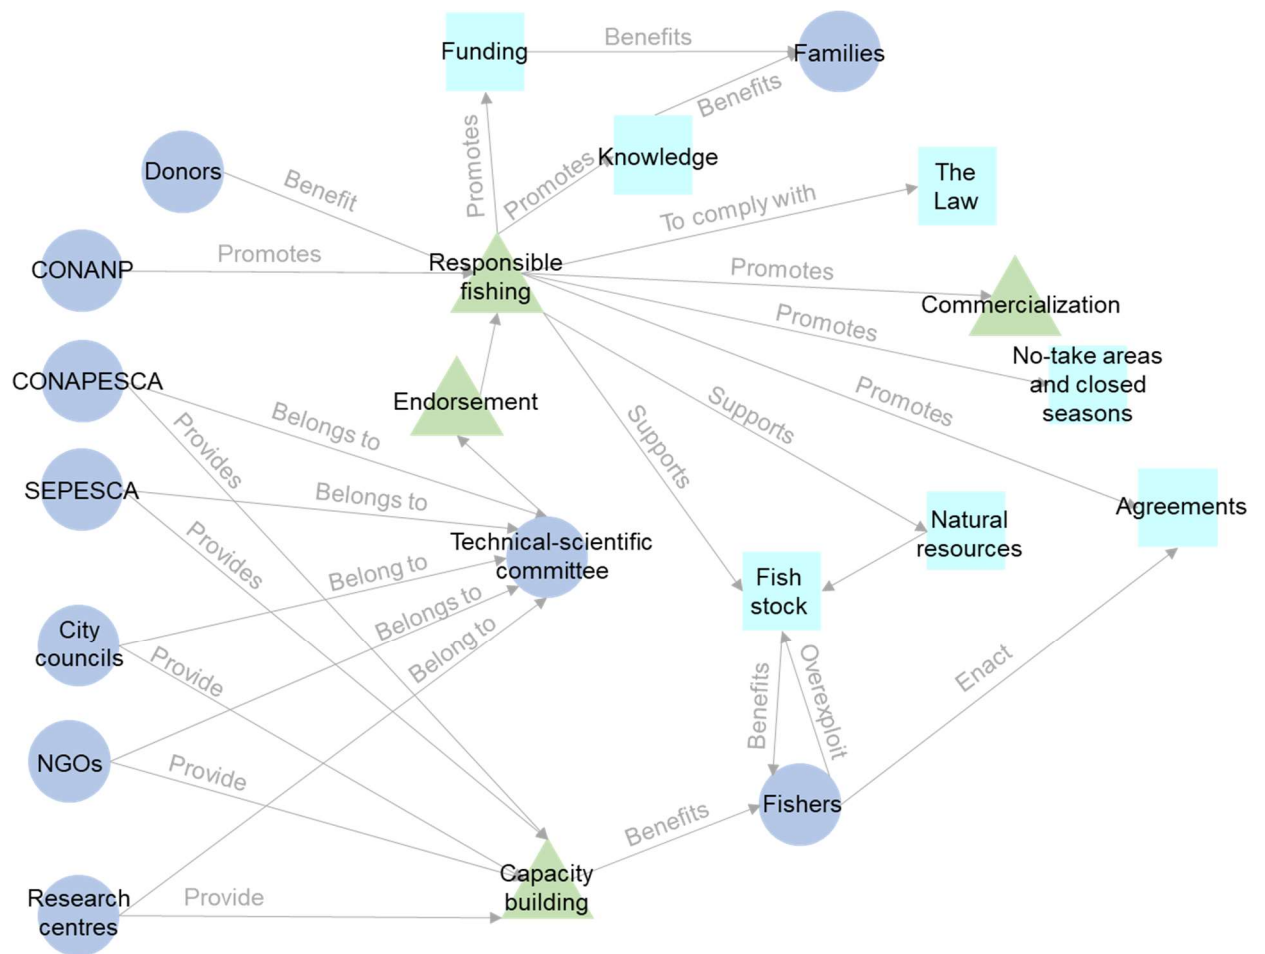 Funding
Benefits
Families
Benefits
Promotes
Promotes
Knowledge
Donors
Benefit
The
Law
To comply with
CONANP
Promotes
Responsible
fishing
Promotes
Commercialization
Promotes
No-take areas
and closed
seasons
CONAPESCA
Endorsement
Provides
Belongs to
Supports
Supports
Promotes
SEPESCA
Belongs to
Agreements
Natural
resources
Provides
Technical-scientific
committee
Belong to
Fish
stock
City
councils
Belongs to
Belong to
Provide
Benefits
Overexploit
Enact
NGOs
Provide
Fishers
Benefits
Research
centres
Provide
Capacity
building